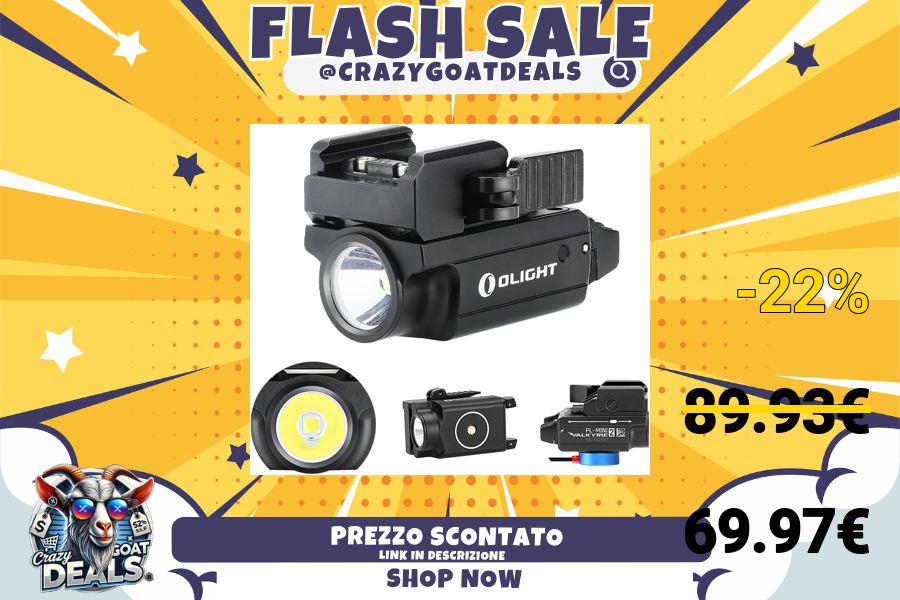 FLASH SALE
@CRAZYGOATDEALS
OLIGHT
-22%
89.93€
PL-MINI 2
VALKYRIE
69.97€
PREZZO SCONTATO
LINK IN DESCRIZIONE
SHOP NOW
$
52%
Crazy
GOAT
DEALS